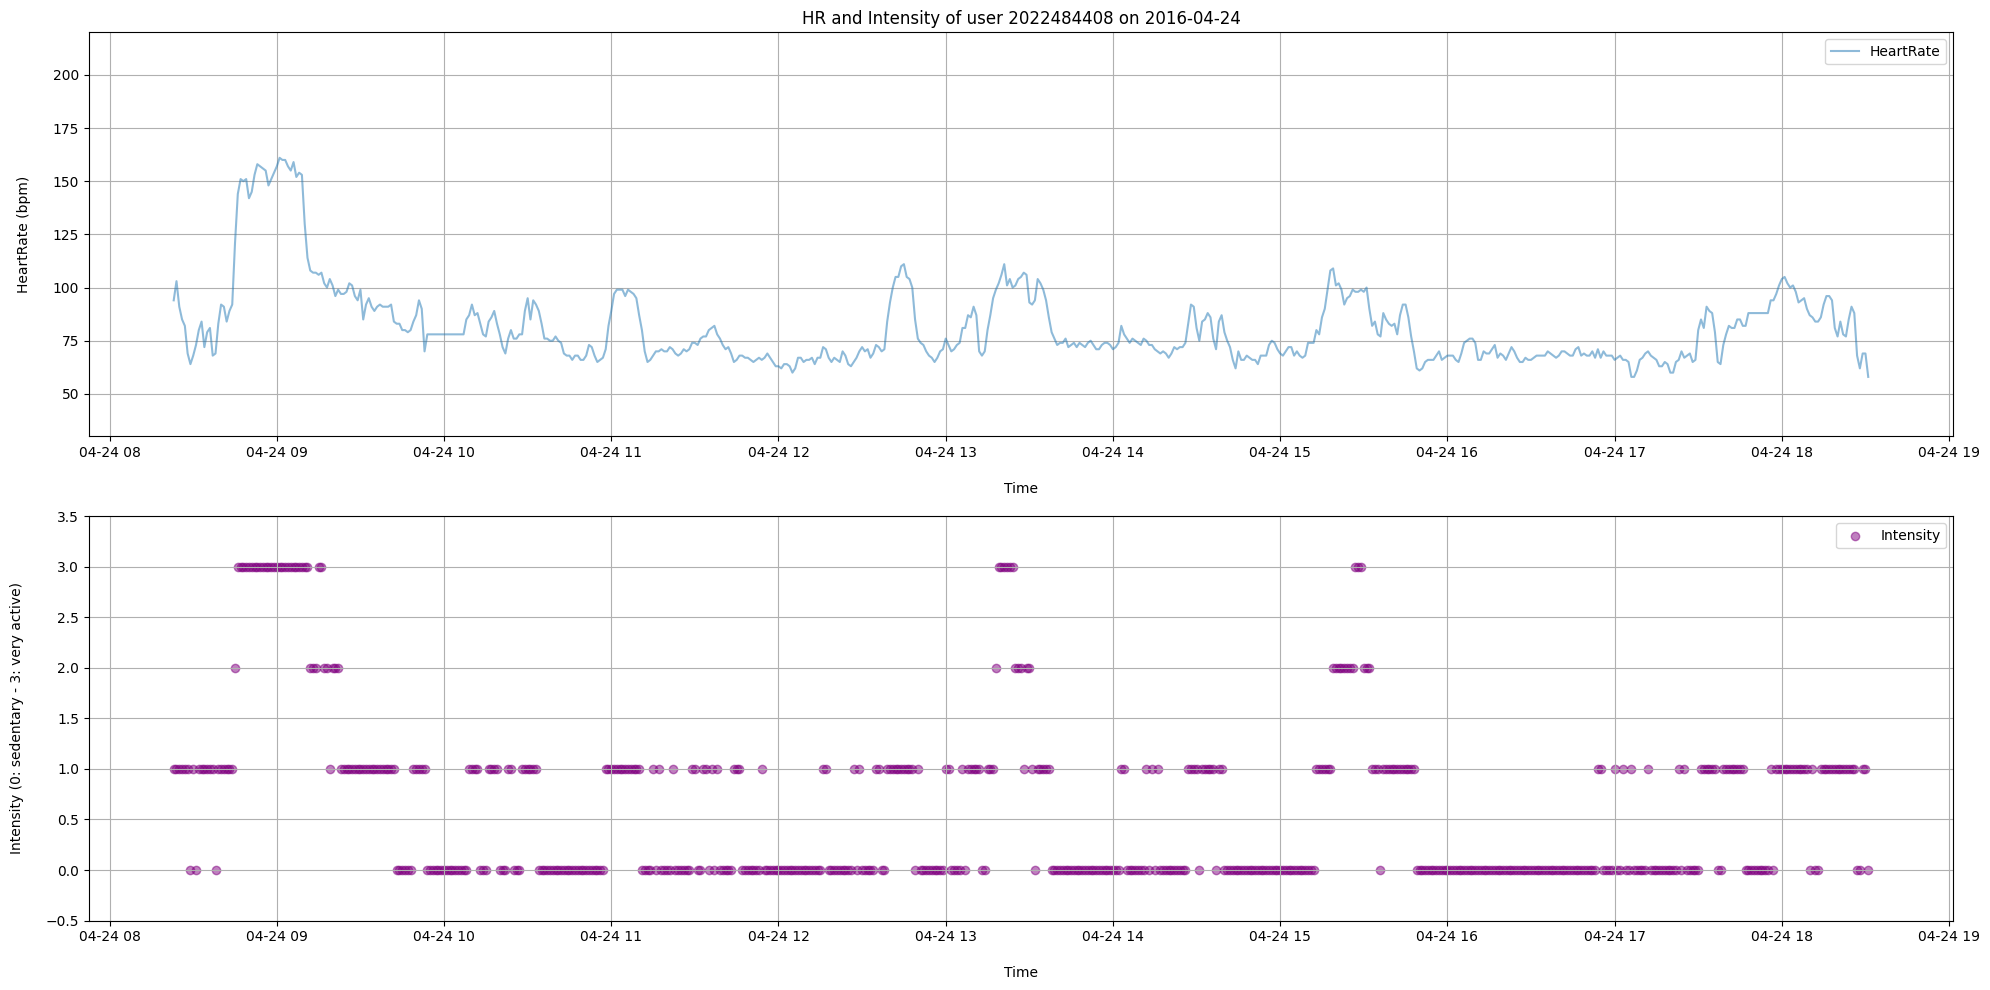 HR and Intensity of user 2022484408 on 2016-04-24
HeartRate
200
175
150
125
100
75
50
HeartRate (bpm)
04-24 08 04-24 09 04-24 10 04-24 11 04-24 12 04-24 13 04-24 14 04-24 15 04-24 16 04-24 17 04-24 18 04-24 19
Time
Intensity
3.5
3.0
2.5
2.0
1.5
1.0
0.5
0.0
−0.5
Intensity (0: sedentary - 3: very active)
04-24 08 04-24 09 04-24 10 04-24 11 04-24 12 04-24 13 04-24 14 04-24 15 04-24 16 04-24 17 04-24 18 04-24 19
Time